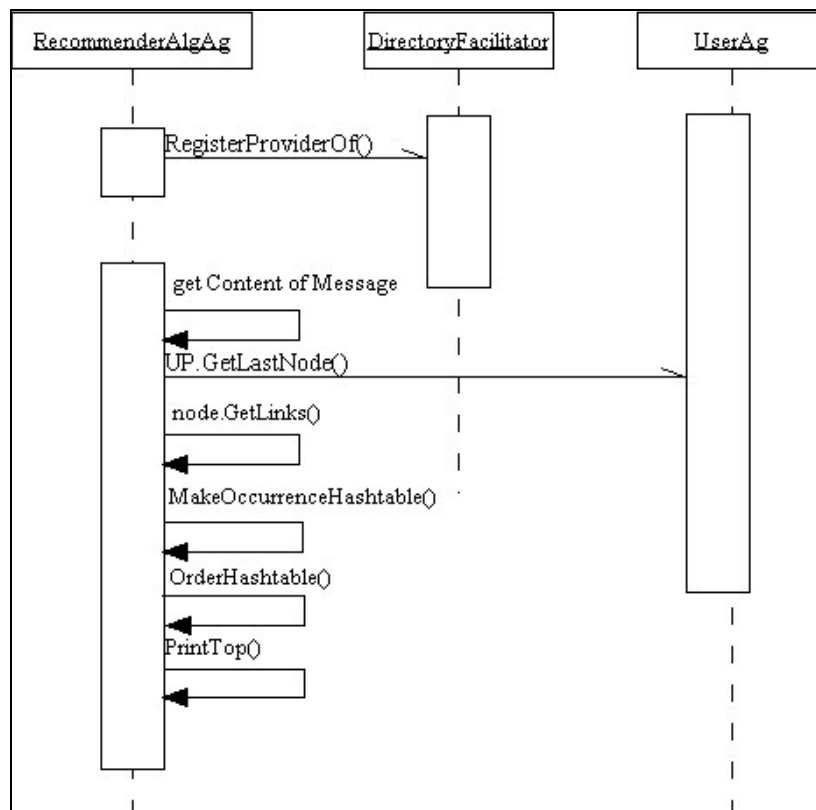 RecommenderAlgAg
DirectoryFacilitator
UserAg
RegisterProviderOf()
get Content of Message
UP.GetLastNode()
node.GetLinks()
MakeOccurrenceHashtable()
OrderHashtable()
PrintTop()